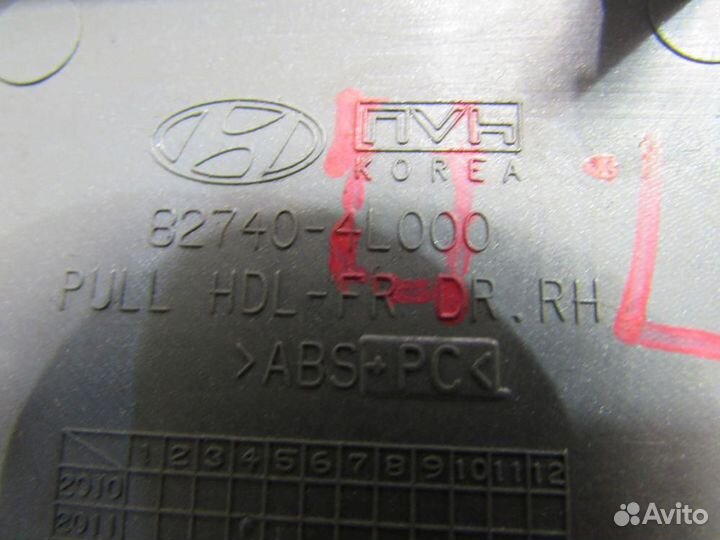 NVH
KOREA
82740-4L000
PULL HDL-FR DR.RH
>ABS+PC<
1 2 3 4 5 6 7 8 9 10 11 12
2010
2011
Avito